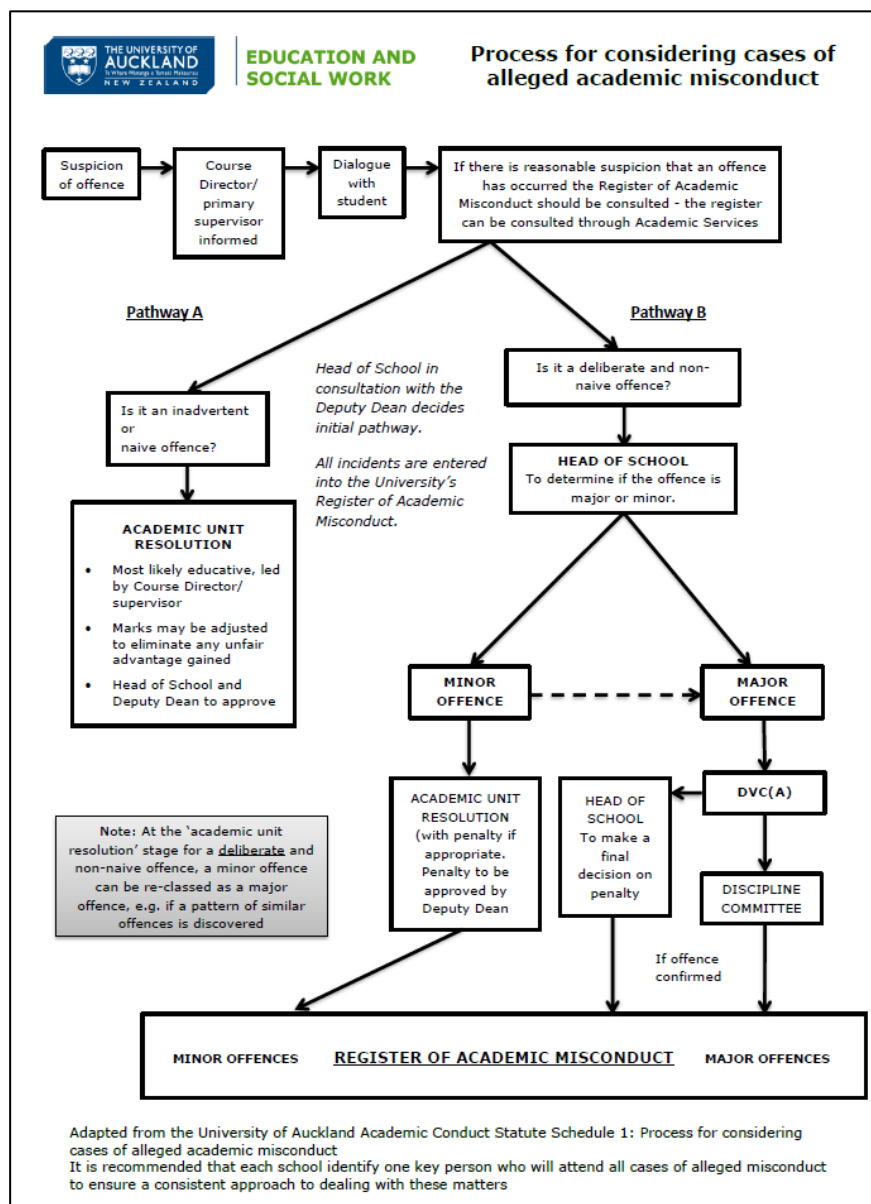 THE UNIVERSITY OF
AUCKLAND
Te Whare Wānanga o Tāmaki Makaurau
NEW ZEALAND
EDUCATION AND
SOCIAL WORK
Process for considering cases of
alleged academic misconduct
Suspicion
of offence
Course
Director/
primary
supervisor
informed
Dialogue
with
student
If there is reasonable suspicion that an offence
has occurred the Register of Academic
Misconduct should be consulted - the register
can be consulted through Academic Services
Pathway A
Pathway B
Head of School in
consultation with the
Deputy Dean decides
initial pathway.
All incidents are entered
into the University's
Register of Academic
Misconduct.
Is it an inadvertent
or
naive offence?
Is it a deliberate and non-
naive offence?
HEAD OF SCHOOL
To determine if the offence is
major or minor.
ACADEMIC UNIT
RESOLUTION
• Most likely educative, led
by Course Director/
supervisor
• Marks may be adjusted
to eliminate any unfair
advantage gained
• Head of School and
Deputy Dean to approve
MINOR
OFFENCE
MAJOR
OFFENCE
ACADEMIC UNIT
RESOLUTION
(with penalty if
appropriate.
Penalty to be
approved by
Deputy Dean
HEAD OF
SCHOOL
To make a
final
decision on
penalty
DVC(A)
DISCIPLINE
COMMITTEE
Note: At the 'academic unit
resolution' stage for a deliberate and
non-naive offence, a minor offence
can be re-classed as a major
offence, e.g. if a pattern of similar
offences is discovered
If offence
confirmed
MINOR OFFENCES REGISTER OF ACADEMIC MISCONDUCT MAJOR OFFENCES
Adapted from the University of Auckland Academic Conduct Statute Schedule 1: Process for considering
cases of alleged academic misconduct
It is recommended that each school identify one key person who will attend all cases of alleged misconduct
to ensure a consistent approach to dealing with these matters